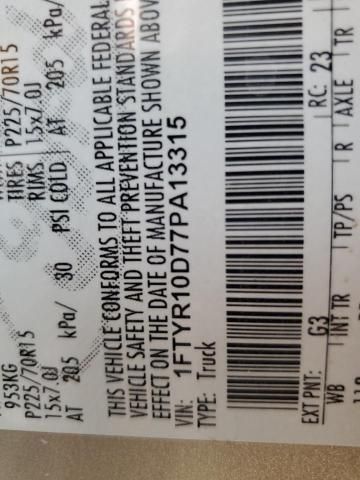 953KG TIRES P225/70R15
P225/70R15 RIMS 15x7.0J
15x7.0J PSI COLD AT 205 kPa/
AT 205 kPa/ 30
THIS VEHICLE CONFORMS TO ALL APPLICABLE FEDERAL
VEHICLE SAFETY AND THEFT PREVENTION STANDARDS
EFFECT ON THE DATE OF MANUFACTURE SHOWN ABOV
VIN: 1FTYR10D77PA13315
TYPE: Truck
EXT PNT: G3 RC: 23
WB INT TR TP/PS R AXLE TR